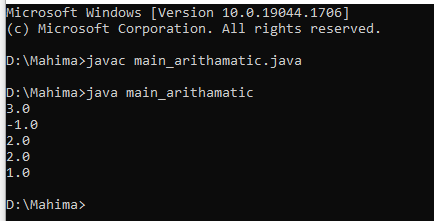 Microsoft Windows [Version 10.0.19044.1706]
(c) Microsoft Corporation. All rights reserved.
D:\Mahima>javac main_arithamatic.java
D:\Mahima>java main_arithamatic
3.0
-1.0
2.0
2.0
1.0
D:\Mahima>